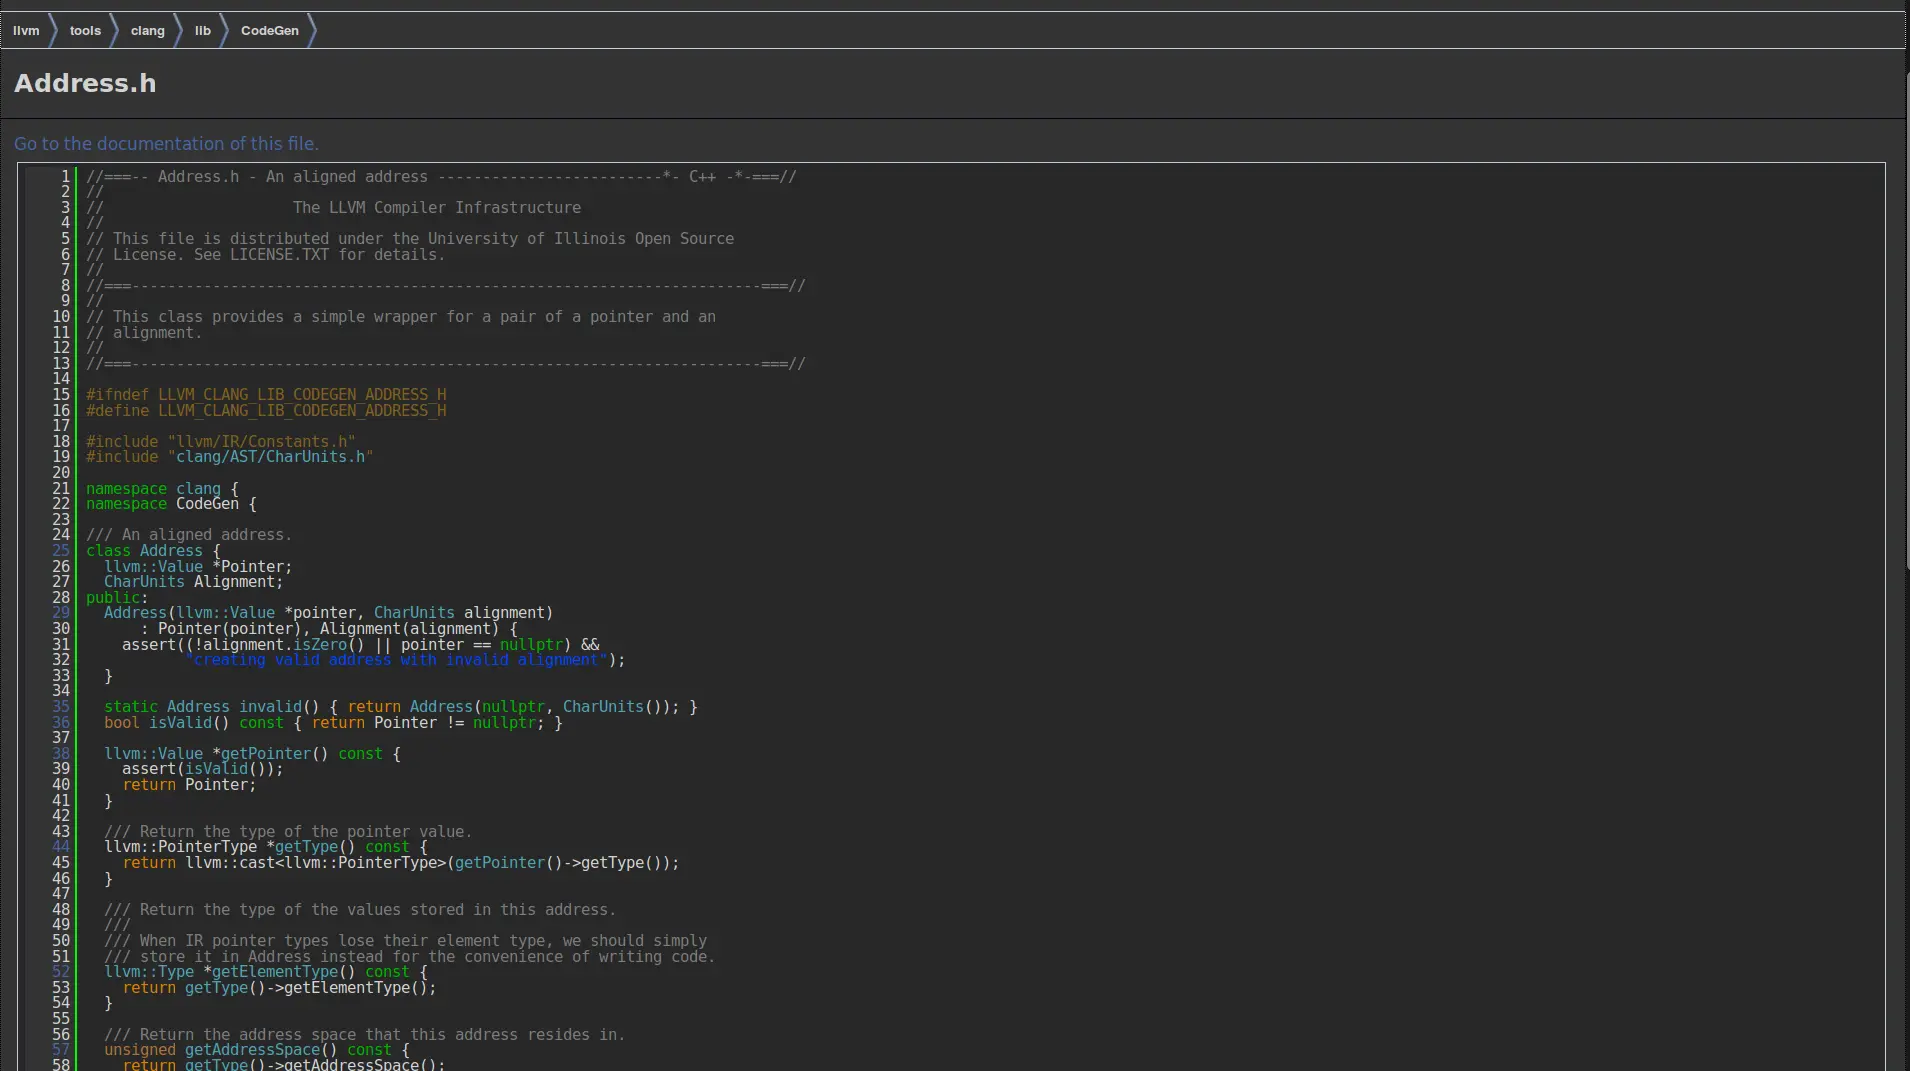 llvm tools clang lib CodeGen
Address.h
Go to the documentation of this file.
1 //===-- Address.h - An aligned address -------------------------*- C++ -*-===//
2 //
3 //                     The LLVM Compiler Infrastructure
4 //
5 // This file is distributed under the University of Illinois Open Source
6 // License. See LICENSE.TXT for details.
7 //
8 //===----------------------------------------------------------------------===//
9 //
10 // This class provides a simple wrapper for a pair of a pointer and an
11 // alignment.
12 //
13 //===----------------------------------------------------------------------===//
14
15 #ifndef LLVM_CLANG_LIB_CODEGEN_ADDRESS_H
16 #define LLVM_CLANG_LIB_CODEGEN_ADDRESS_H
17
18 #include "llvm/IR/Constants.h"
19 #include "clang/AST/CharUnits.h"
20
21 namespace clang {
22 namespace CodeGen {
23
24 /// An aligned address.
25 class Address {
26   llvm::Value *Pointer;
27   CharUnits Alignment;
28 public:
29   Address(llvm::Value *pointer, CharUnits alignment)
30       : Pointer(pointer), Alignment(alignment) {
31     assert((!alignment.isZero() || pointer == nullptr) &&
32            "creating valid address with invalid alignment");
33   }
34
35   static Address invalid() { return Address(nullptr, CharUnits()); }
36   bool isValid() const { return Pointer != nullptr; }
37
38   llvm::Value *getPointer() const {
39     assert(isValid());
40     return Pointer;
41   }
42
43   /// Return the type of the pointer value.
44   llvm::PointerType *getType() const {
45     return llvm::cast<llvm::PointerType>(getPointer()->getType());
46   }
47
48   /// Return the type of the values stored in this address.
49   ///
50   /// When IR pointer types lose their element type, we should simply
51   /// store it in Address instead for the convenience of writing code.
52   llvm::Type *getElementType() const {
53     return getType()->getElementType();
54   }
55
56   /// Return the address space that this address resides in.
57   unsigned getAddressSpace() const {
58     return getType()->getAddressSpace();